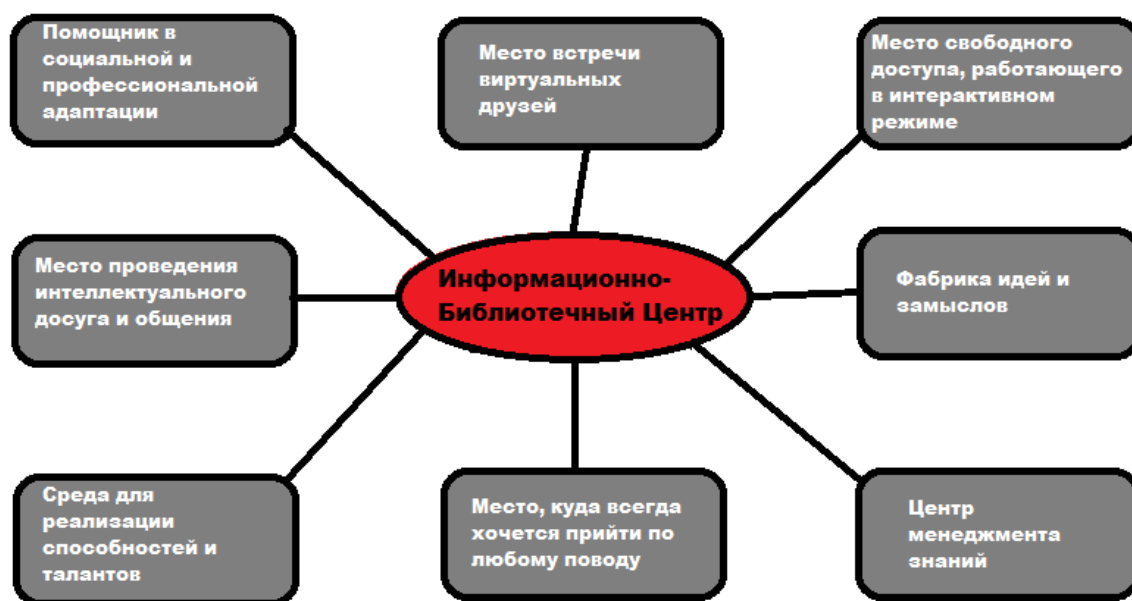 Помощник в
социальной и
профессиональной
адаптации
Место встречи
виртуальных
друзей
Место свободного
доступа, работающего
в интерактивном
режиме
Место проведения
интеллектуального
досуга и общения
Информационно-
Библиотечный Центр
Фабрика идей и
замыслов
Среда для
реализации
способностей и
талантов
Место, куда всегда
хочется прийти по
любому поводу
Центр
менеджмента
знаний